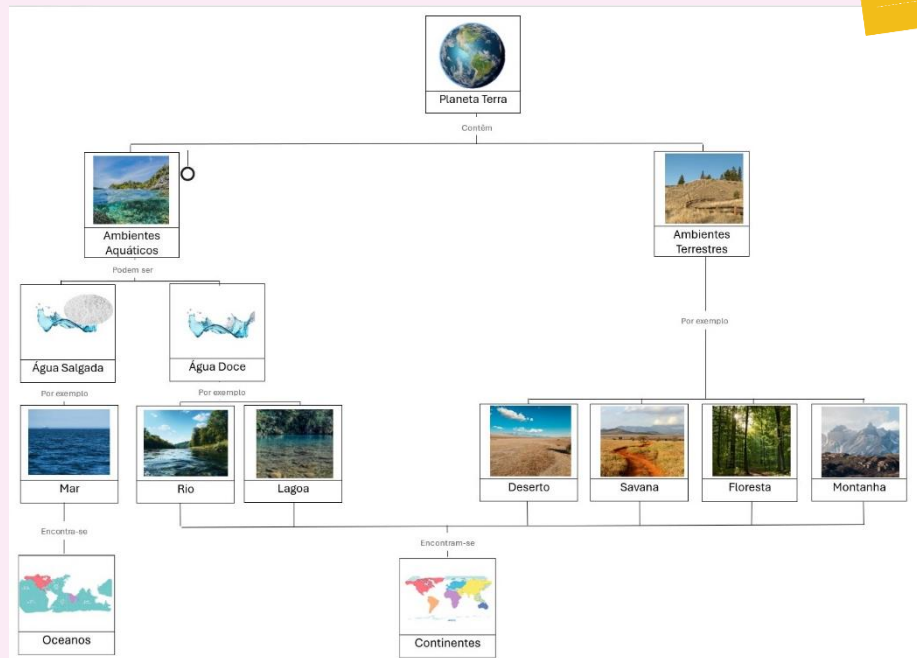 Planeta Terra
Contém
Ambientes
Aquáticos
Ambientes
Terrestres
Podem ser
Por exemplo
Água Salgada
Água Doce
Por exemplo
Por exemplo
Mar
Rio
Lagoa
Deserto
Savana
Floresta
Montanha
Encontra-se
Encontram-se
Oceanos
Continentes